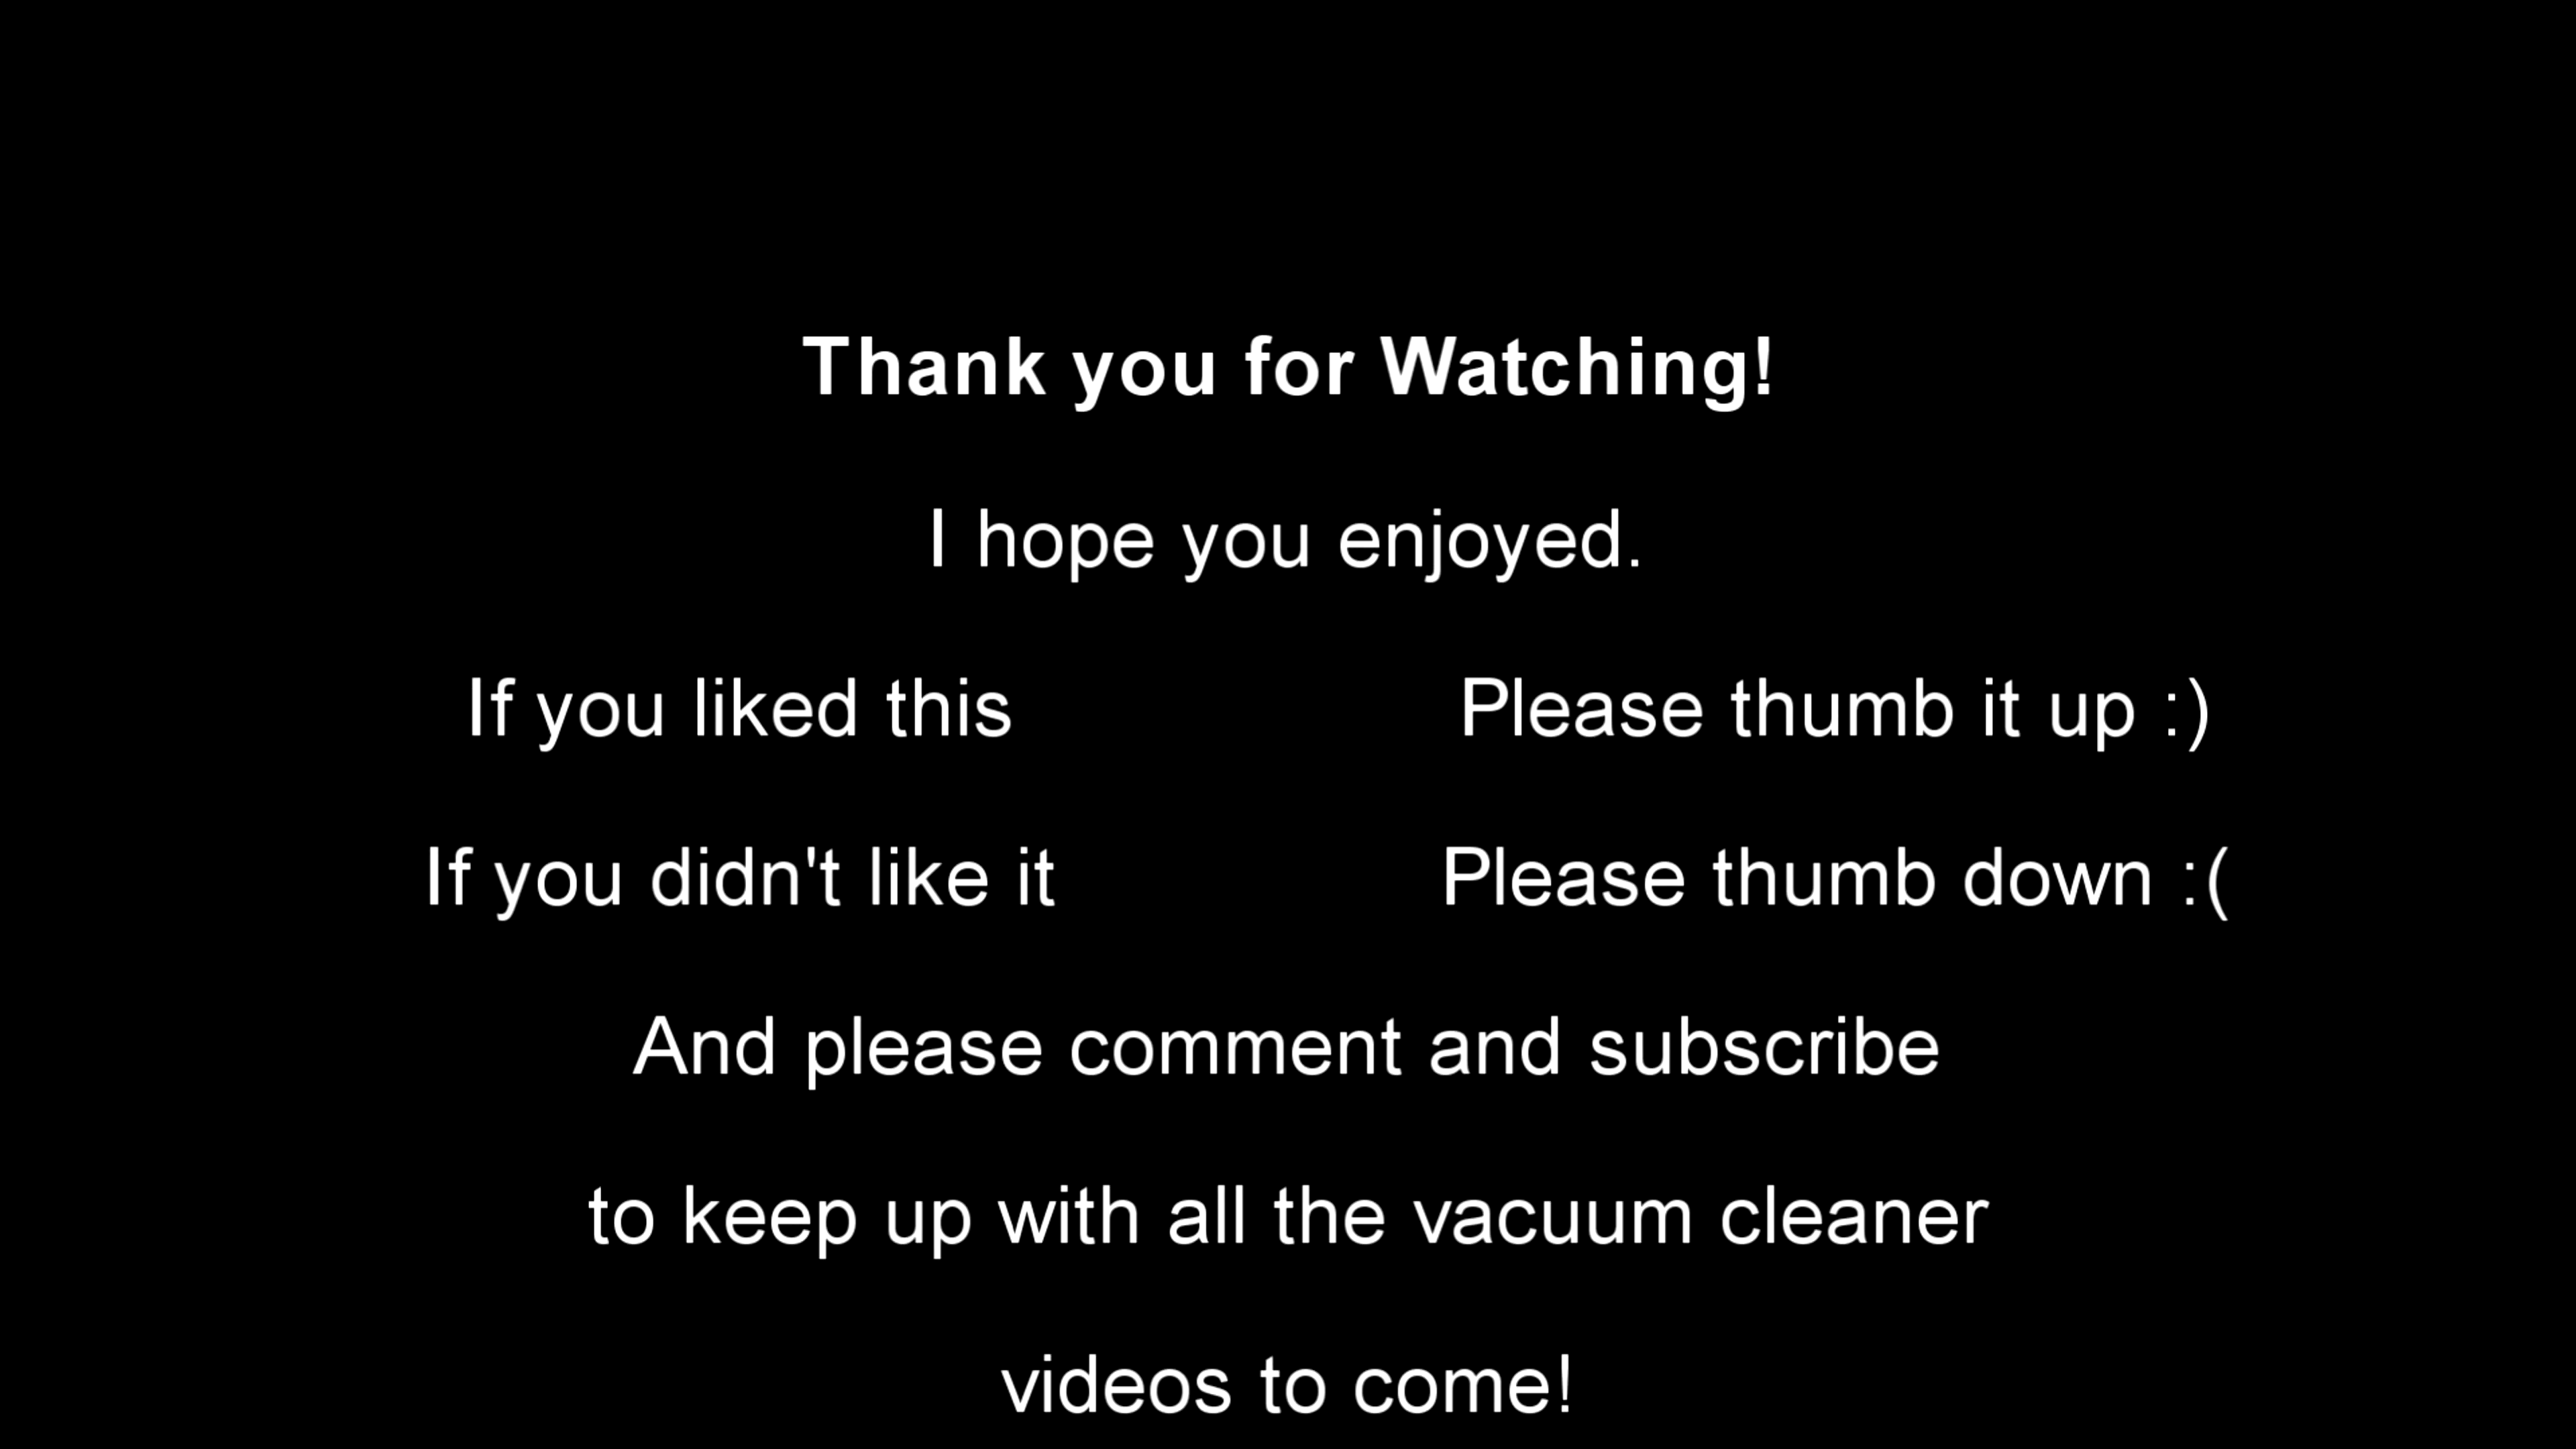 Thank you for Watching!
I hope you enjoyed.
If you liked this Please thumb it up :)
If you didn't like it Please thumb down :(
And please comment and subscribe
to keep up with all the vacuum cleaner
videos to come!